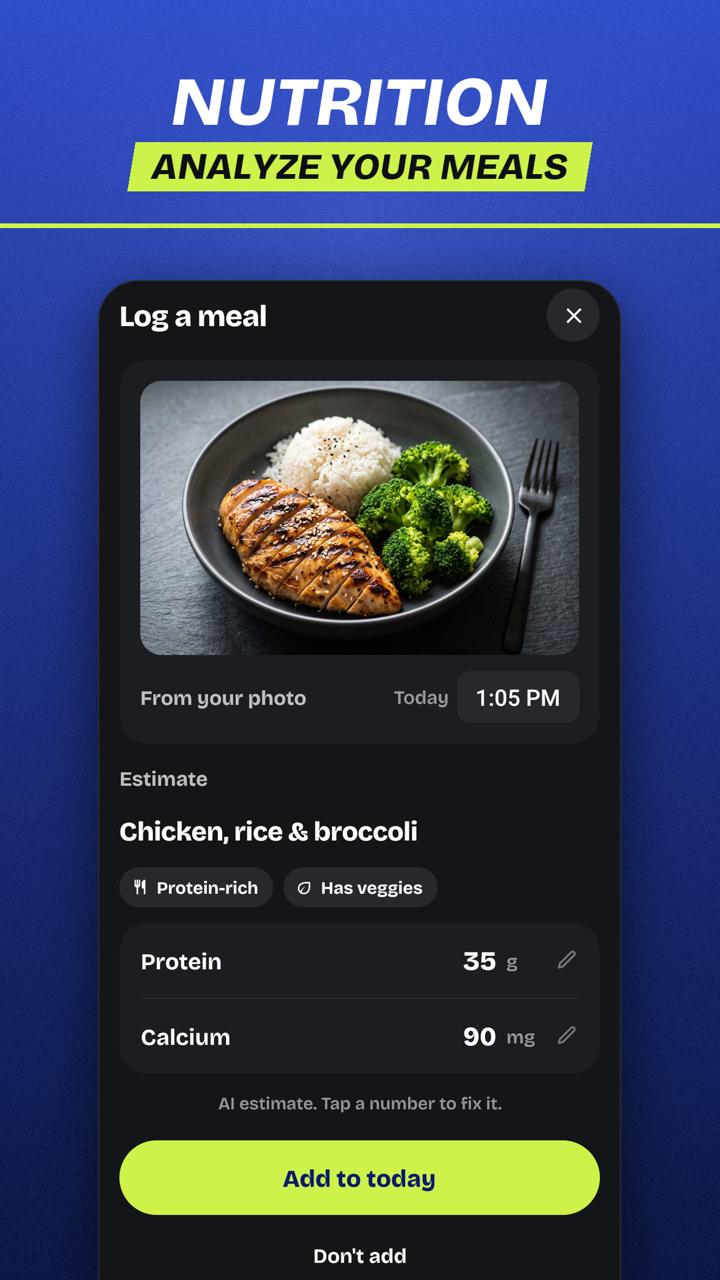 NUTRITION
ANALYZE YOUR MEALS
Log a meal
From your photo Today 1:05 PM
Estimate
Chicken, rice & broccoli
Protein-rich Has veggies
Protein 35 g
Calcium 90 mg
AI estimate. Tap a number to fix it.
Add to today
Don't add